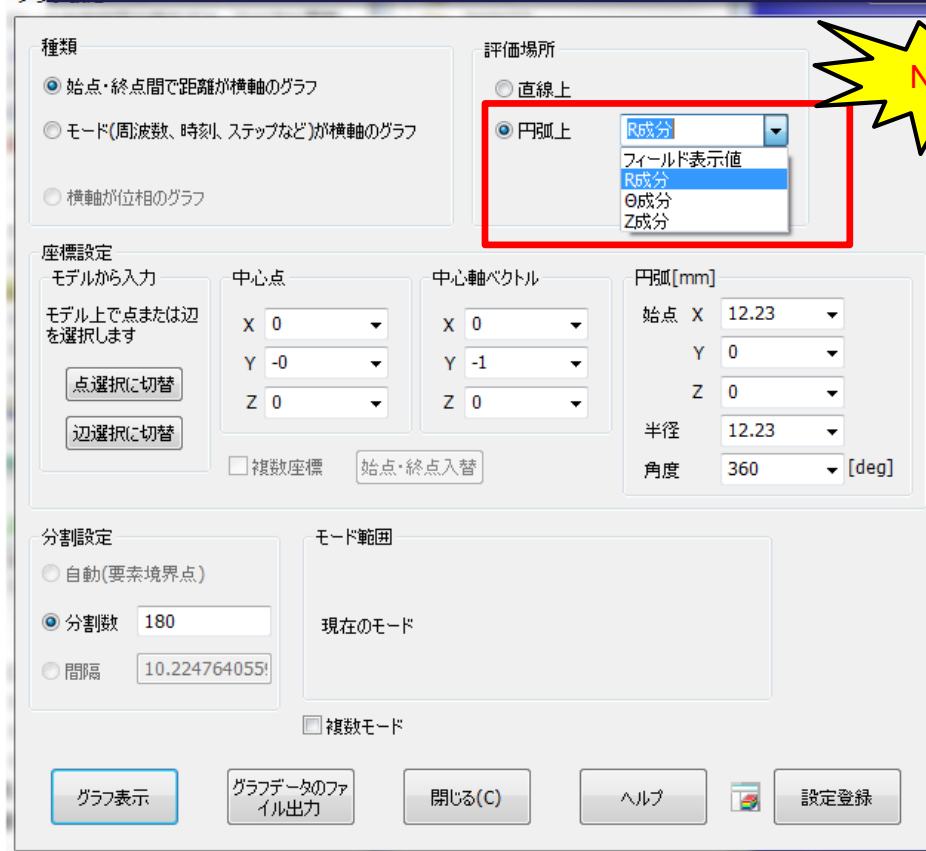 種類
始点・終点間で距離が横軸のグラフ
モード(周波数、時刻、ステップなど)が横軸のグラフ
横軸が位相のグラフ
評価場所
直線上
円弧上 R成分
フィールド表示値
R成分
Θ成分
Z成分
N
座標設定
モデルから入力
モデル上で点または辺
を選択します
点選択に切替
辺選択に切替
中心点
X 0
Y -0
Z 0
中心軸ベクトル
X 0
Y -1
Z 0
複数座標 始点・終点入替
円弧[mm]
始点 X 12.23
Y 0
Z 0
半径 12.23
角度 360 [deg]
分割設定
自動(要素境界点)
分割数 180
間隔 10.2247640559
モード範囲
現在のモード
複数モード
グラフ表示
グラフデータのファ
イル出力
閉じる(C)
ヘルプ
設定登録